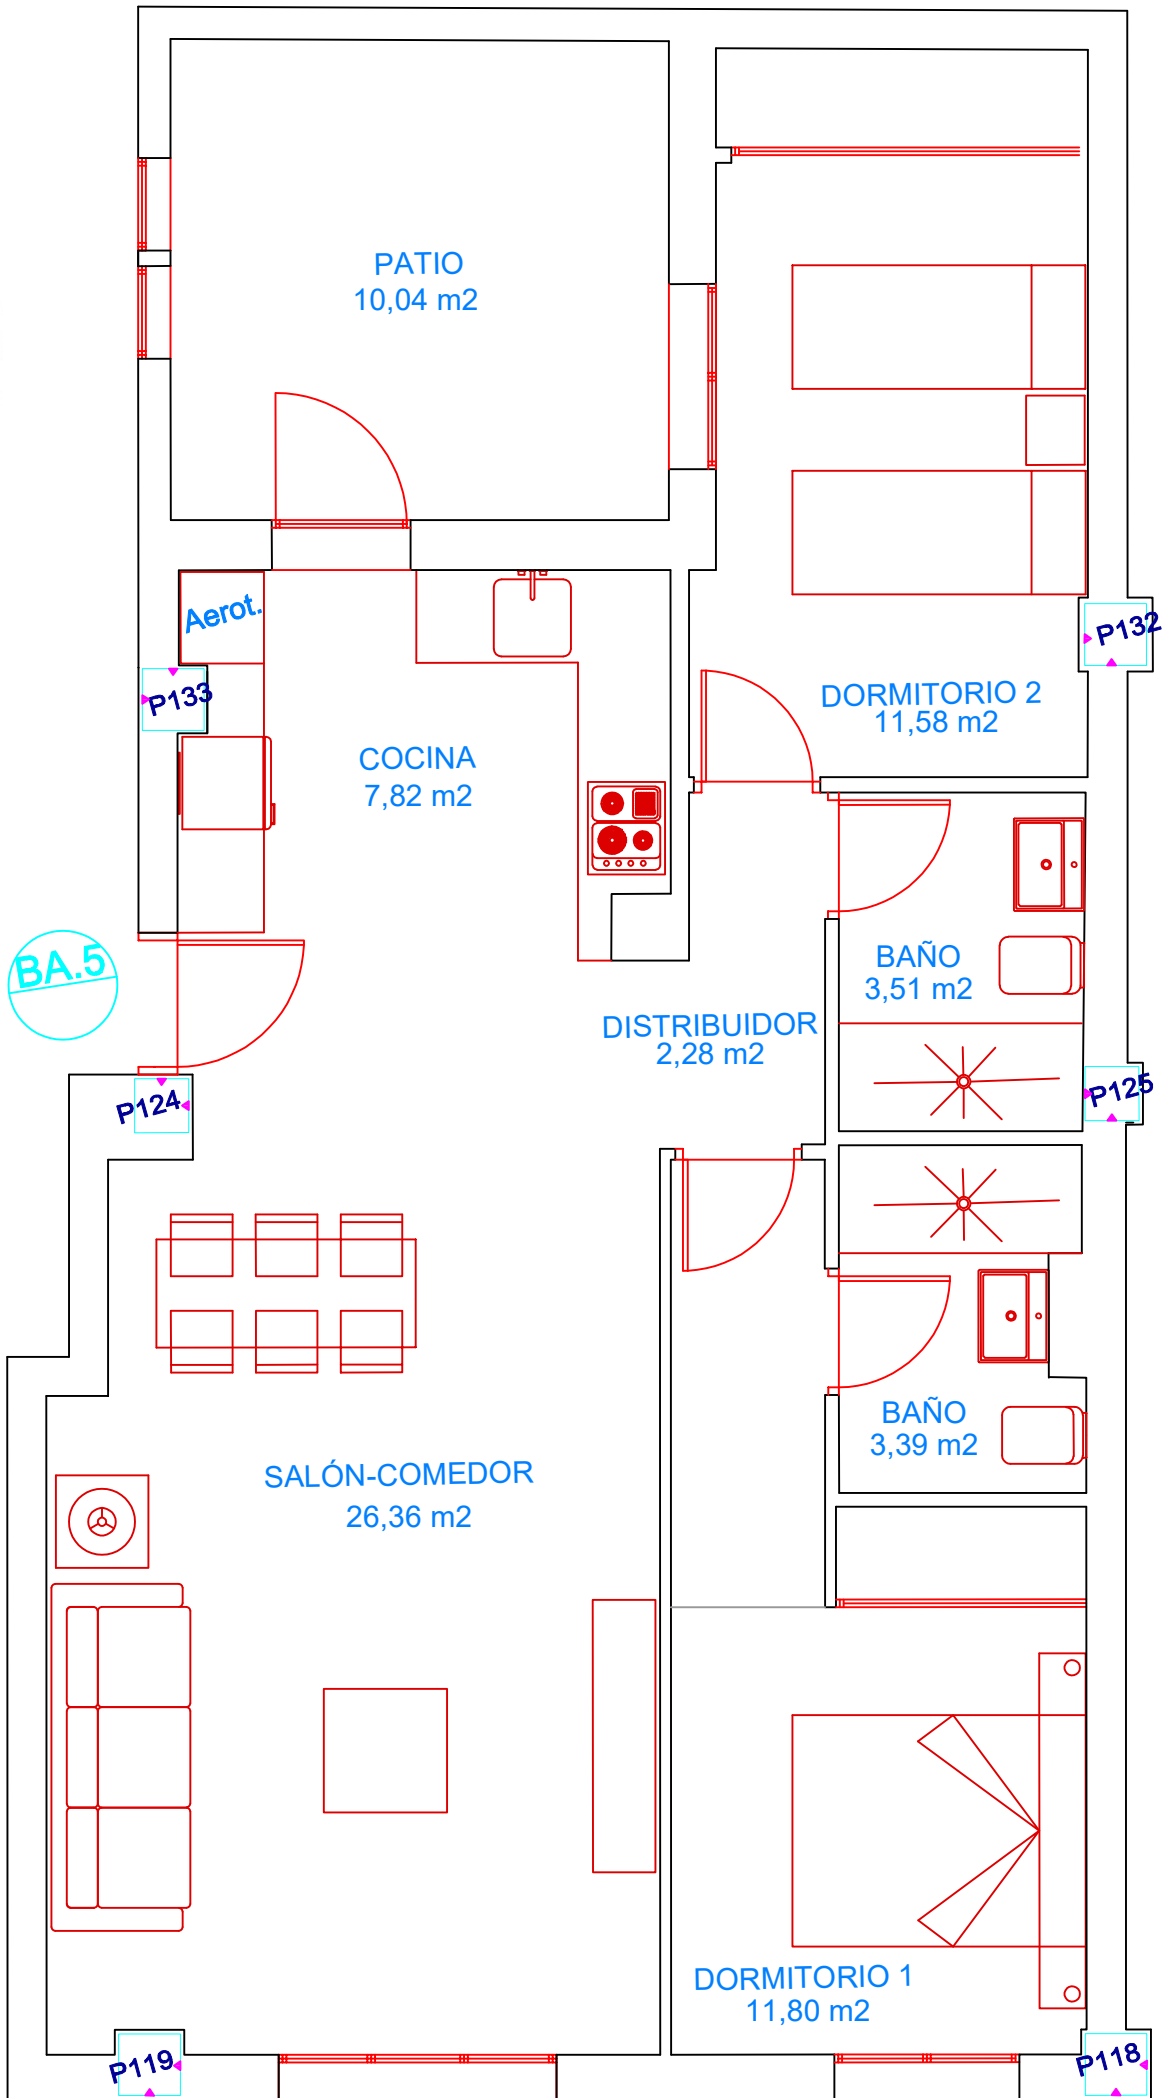 PATIO
10,04 m2
Aerot.
P132
P133
DORMITORIO 2
11,58 m2
COCINA
7,82 m2
BA.5
BAÑO
3,51 m2
DISTRIBUIDOR
2,28 m2
P124
P125
BAÑO
3,39 m2
SALÓN-COMEDOR
26,36 m2
DORMITORIO 1
11,80 m2
P119
P118